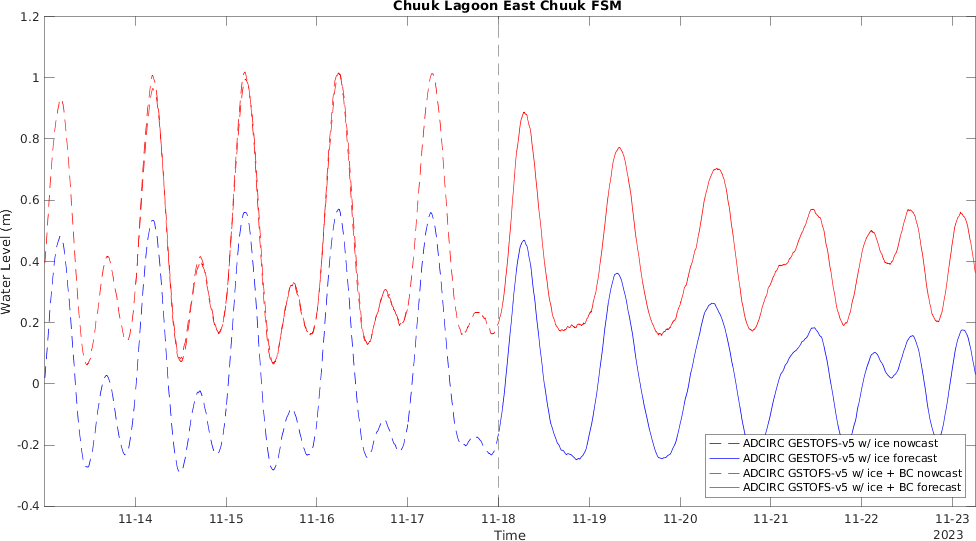 Chuuk Lagoon East Chuuk FSM
1.2
1
0.8
0.6
0.4
0.2
0
-0.2
-0.4
Water Level (m)
ADCIRC GESTOFS-v5 w/ ice nowcast
ADCIRC GESTOFS-v5 w/ ice forecast
ADCIRC GSTOFS-v5 w/ ice + BC nowcast
ADCIRC GSTOFS-v5 w/ ice + BC forecast
11-14 11-15 11-16 11-17 11-18 11-19 11-20 11-21 11-22 11-23
2023
Time